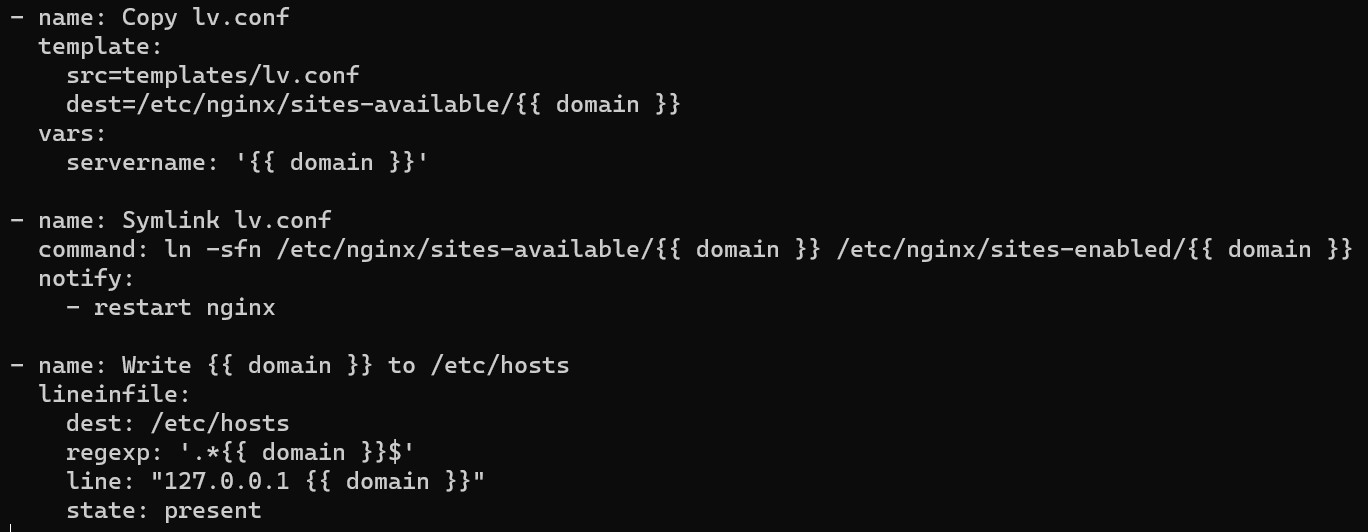 - name: Copy lv.conf
  template:
    src=templates/lv.conf
    dest=/etc/nginx/sites-available/{{ domain }}
  vars:
    servername: '{{ domain }}'

- name: Symlink lv.conf
  command: ln -sfn /etc/nginx/sites-available/{{ domain }} /etc/nginx/sites-enabled/{{ domain }}
  notify:
    - restart nginx

- name: Write {{ domain }} to /etc/hosts
  lineinfile:
    dest: /etc/hosts
    regexp: '.*{{ domain }}$'
    line: "127.0.0.1 {{ domain }}"
    state: present